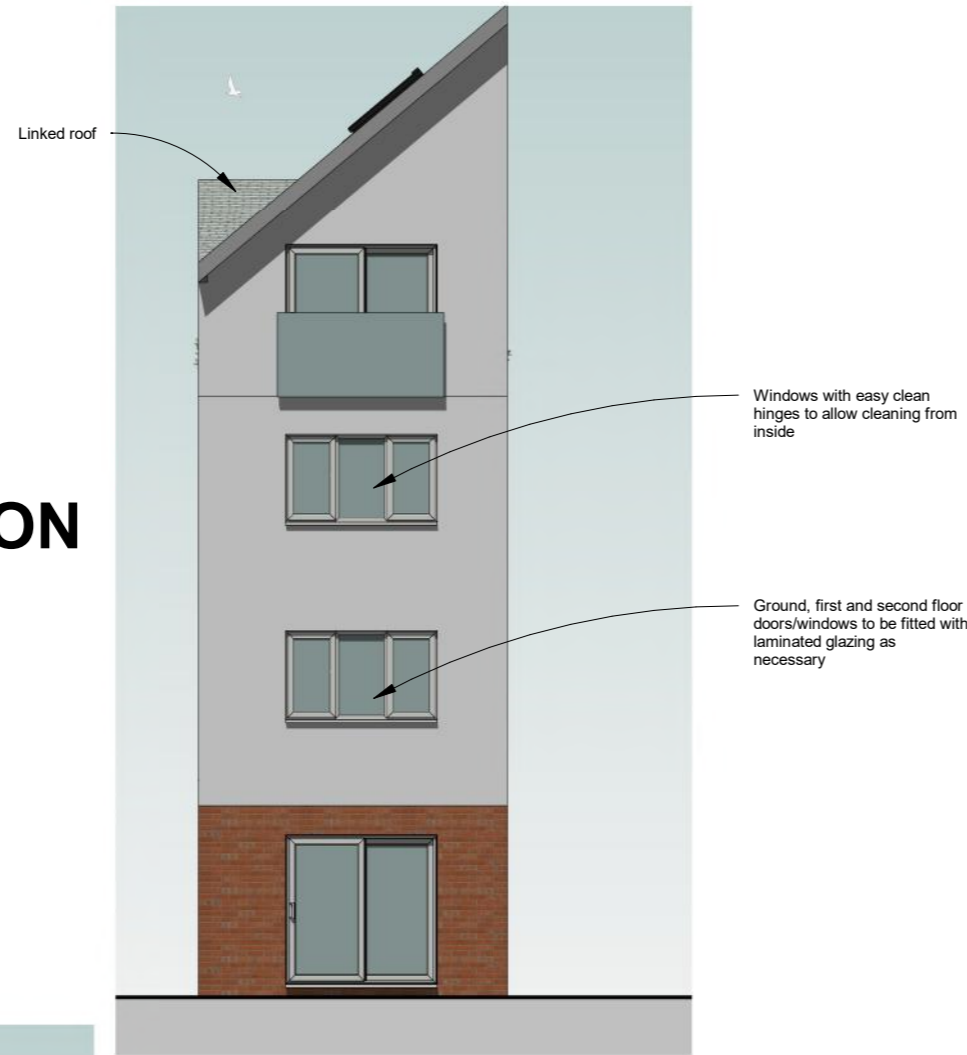 Linked roof
Windows with easy clean
hinges to allow cleaning from
inside
ON
Ground, first and second floor
doors/windows to be fitted with
laminated glazing as
necessary